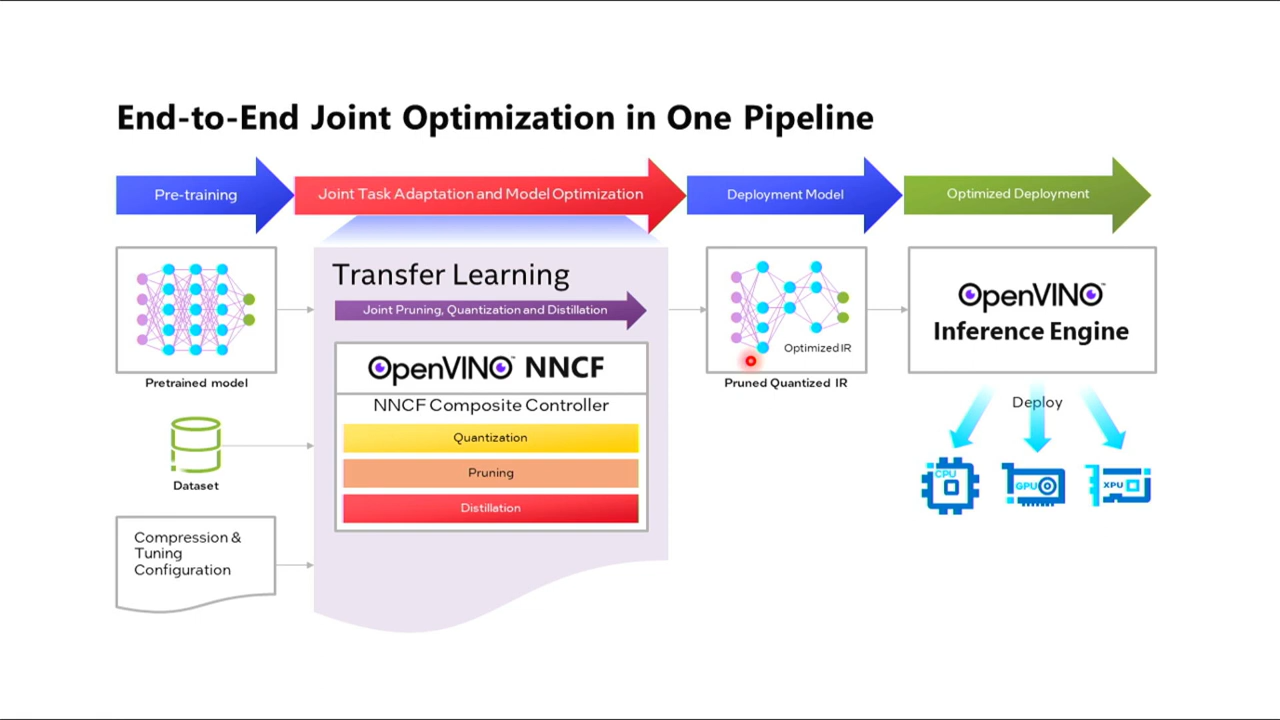 End-to-End Joint Optimization in One Pipeline
Pre-training
Joint Task Adaptation and Model Optimization
Deployment Model
Optimized Deployment
Pretrained model
Dataset
Compression &
Tuning
Configuration
Transfer Learning
Joint Pruning, Quantization and Distillation
OpenVINO™ NNCF
NNCF Composite Controller
Quantization
Pruning
Distillation
Optimized IR
Pruned Quantized IR
OpenVINO™
Inference Engine
Deploy
CPU
GPU
XPU